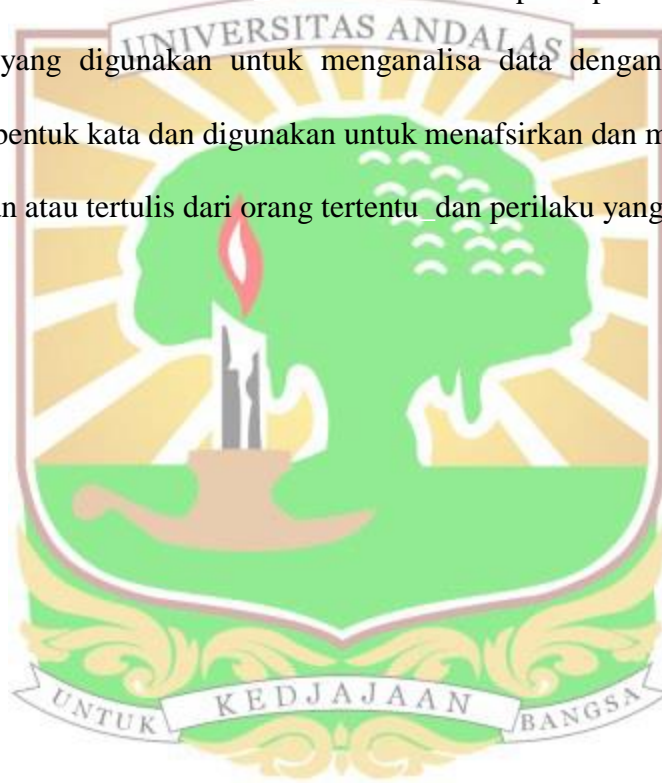 UNIVERSITAS ANDALAS
yang digunakan untuk menganalisa data dengan
bentuk kata dan digunakan untuk menafsirkan dan m
n atau tertulis dari orang tertentu dan perilaku yang
UNTUK KEDJAJAAN BANGSA